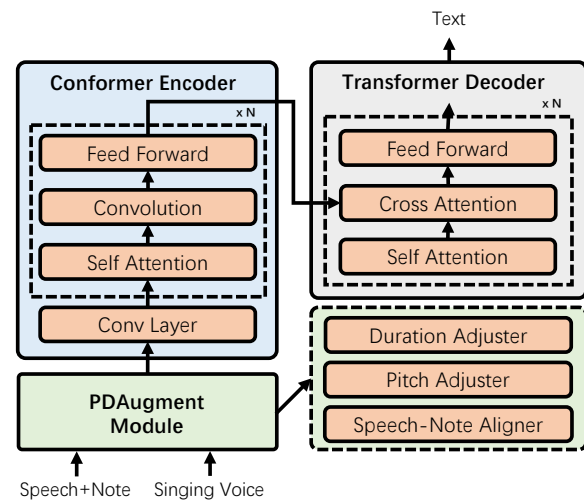 Text
Conformer Encoder
x N
Feed Forward
Convolution
Self Attention
Conv Layer
PDAugment
Module
Speech+Note
Singing Voice
Transformer Decoder
x N
Feed Forward
Cross Attention
Self Attention
Duration Adjuster
Pitch Adjuster
Speech-Note Aligner